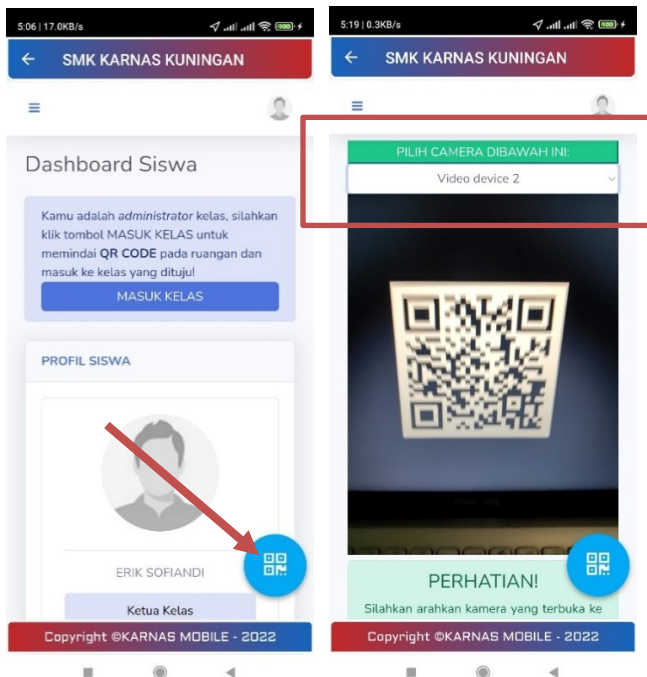 5:06 | 17.0KB/s
SMK KARNAS KUNINGAN
Dashboard Siswa
Kamu adalah administrator kelas, silahkan
klik tombol MASUK KELAS untuk
memindai QR CODE pada ruangan dan
masuk ke kelas yang dituju!
MASUK KELAS
PROFIL SISWA
ERIK SOFIANDI
Ketua Kelas
Copyright ©KARNAS MOBILE - 2022
5:19 | 0.3KB/s
SMK KARNAS KUNINGAN
PILIH CAMERA DIBAWAH INI:
Video device 2
PERHATIAN!
Silahkan arahkan kamera yang terbuka ke
Copyright ©KARNAS MOBILE - 2022